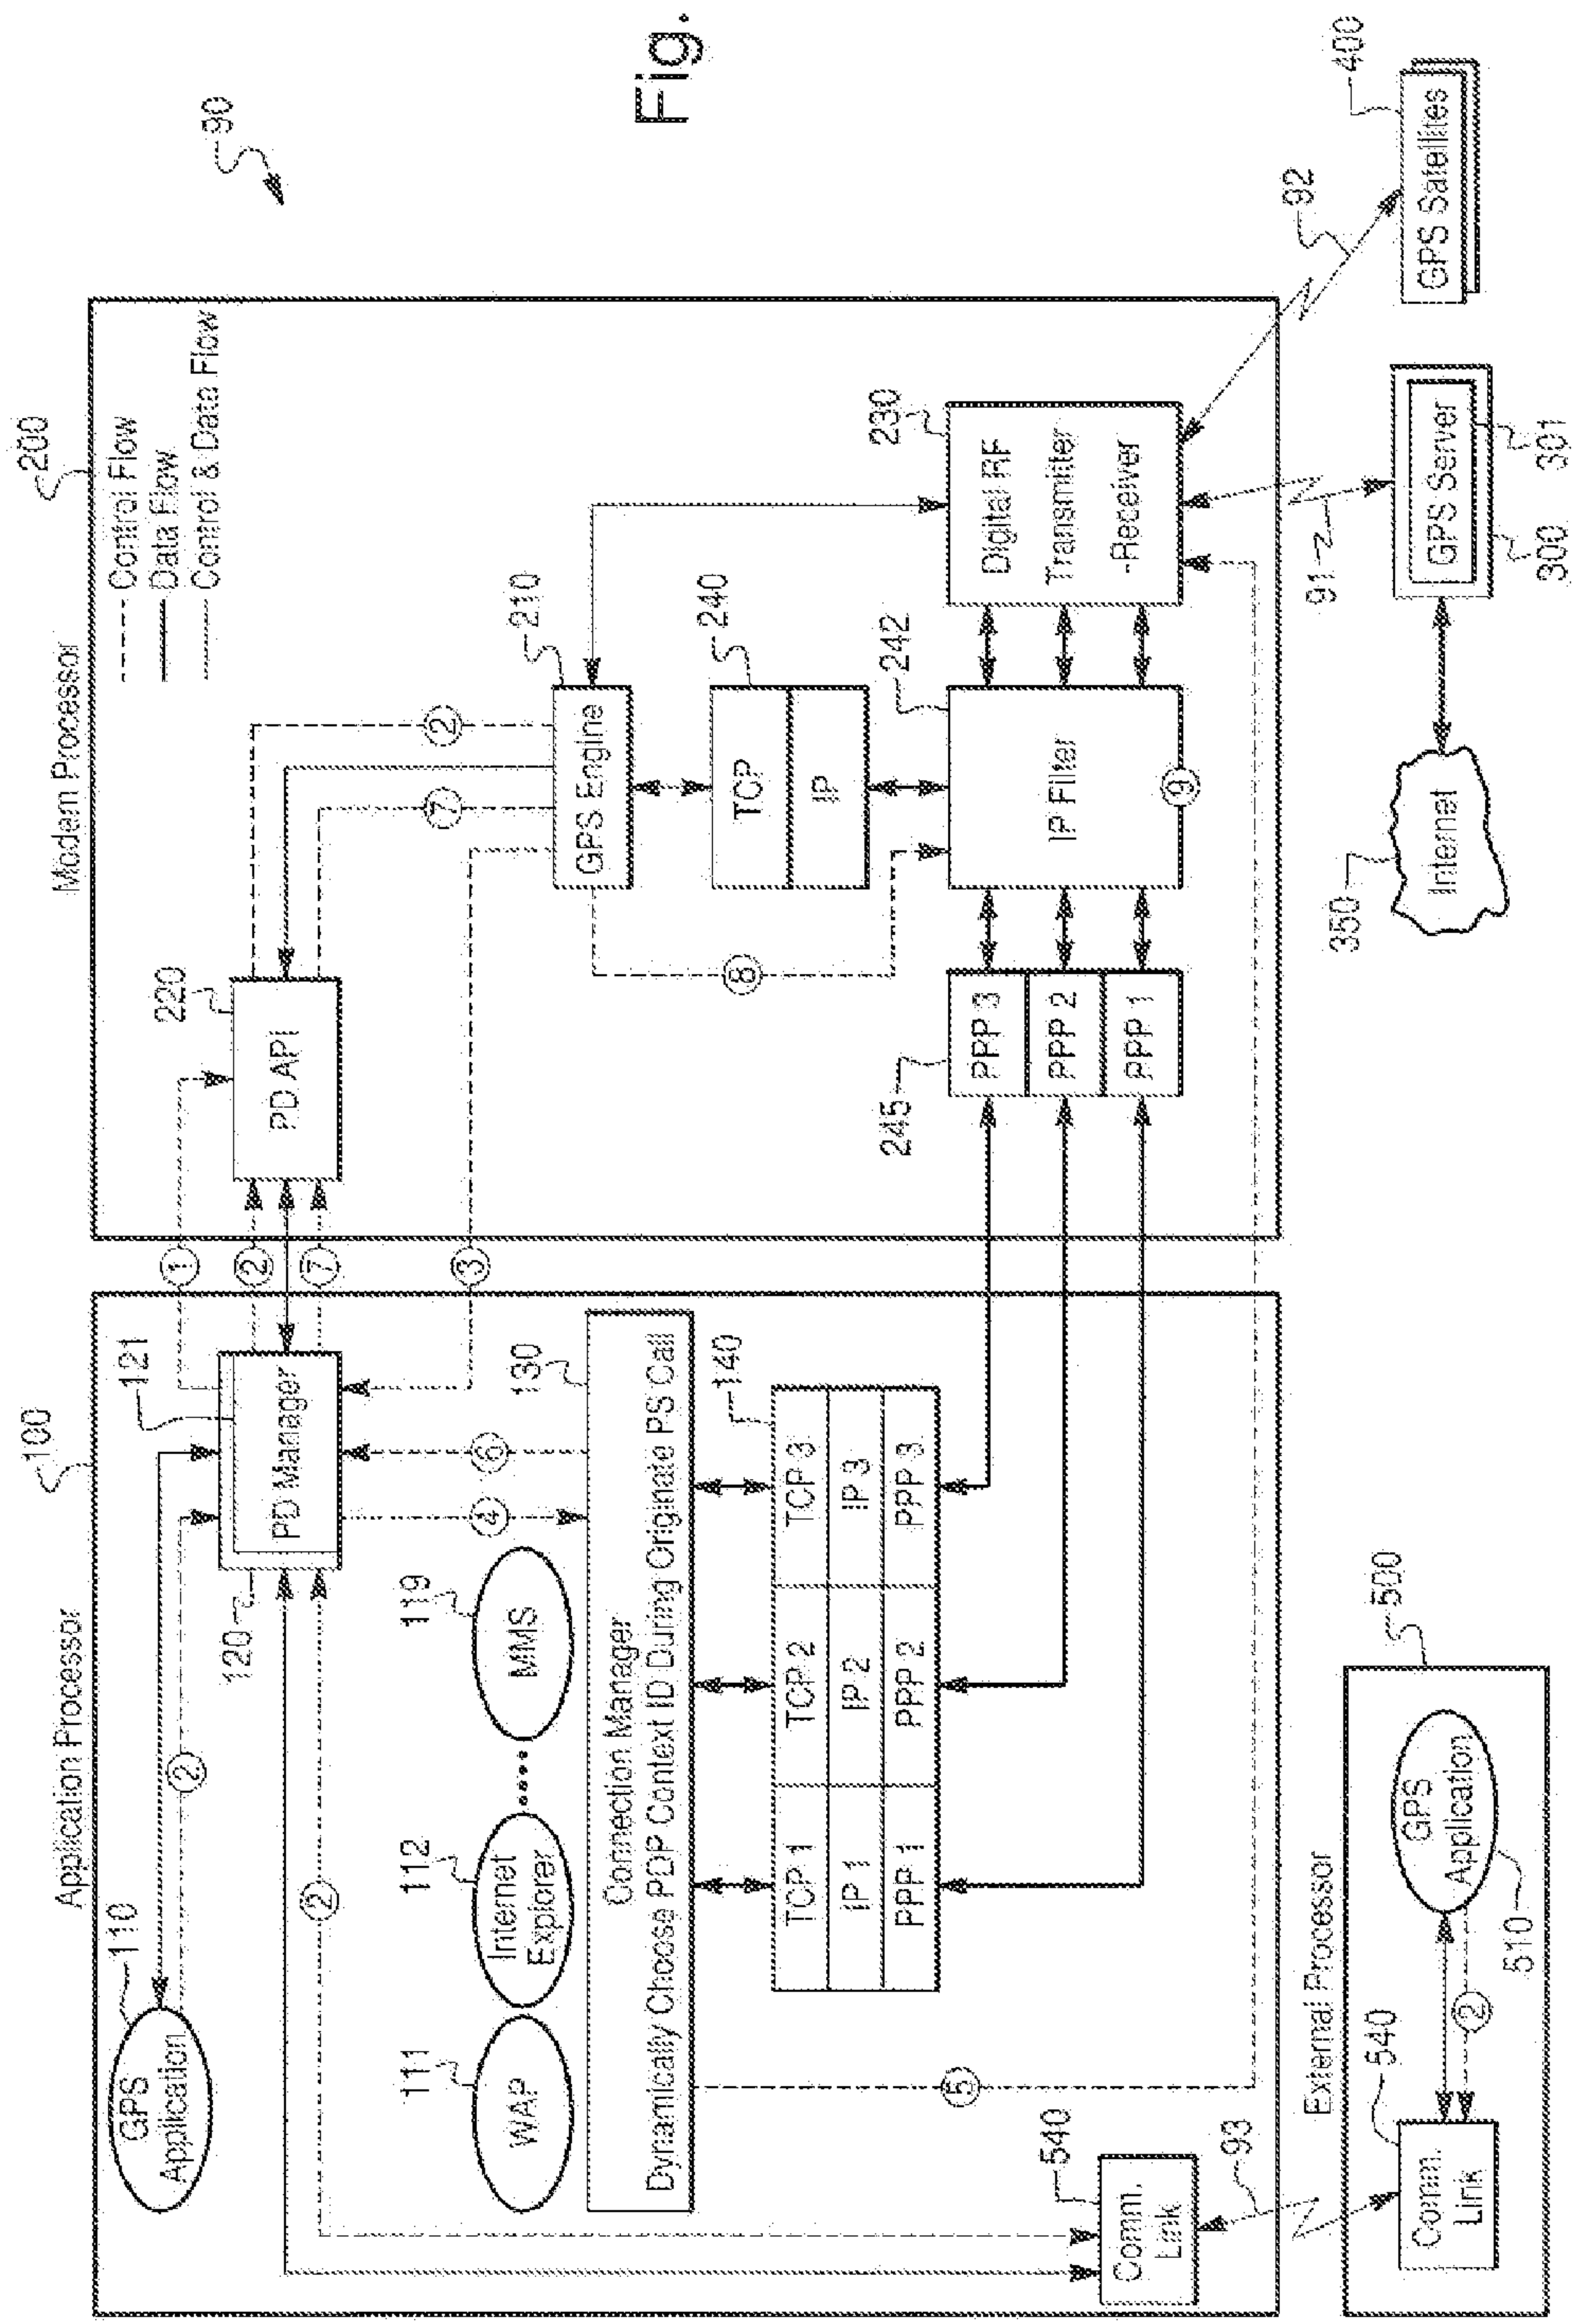 Fig.
90
Application Processor
100
Modem Processor
200
Control Flow
Data Flow
Control & Data Flow
GPS
Application
110
2
PD Manager
120
121
1
2
7
3
PD API
220
2
7
2
4
6
WAP
111
Internet
Explorer
112
MMS
119
Connection Manager
Dynamically Choose PDP Context ID During Originate PS Call
130
TCP 1
TCP 2
TCP 3
IP 1
IP 2
IP 3
PPP 1
PPP 2
PPP 3
140
5
Comm.
Link
540
93
GPS Engine
210
8
TCP
IP
240
IP Filter
9
242
PPP 3
PPP 2
PPP 1
245
Digital RF
Transmitter
-Receiver
230
91
92
External Processor
500
Comm.
Link
540
2
GPS
Application
510
Internet
350
GPS Server
300
301
GPS Satellites
400